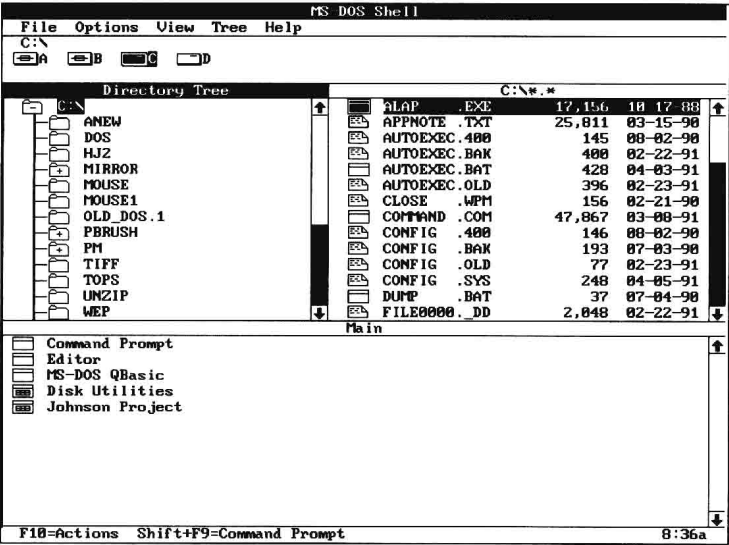 MS-DOS Shell
File Options View Tree Help
C:\
A B C D
Directory Tree
C:\
ANEW
DOS
HJ2
MIRROR
MOUSE
MOUSE1
OLD_DOS.1
PBRUSH
PM
TIFF
TOPS
UNZIP
WEP
C:\*.*
ALAP .EXE 17,156 10-17-88
APPNOTE .TXT 25,811 03-15-90
AUTOEXEC.400 145 08-02-90
AUTOEXEC.BAK 400 02-22-91
AUTOEXEC.BAT 428 04-03-91
AUTOEXEC.OLD 396 02-23-91
CLOSE .WPM 156 02-21-90
COMMAND .COM 47,867 03-08-91
CONFIG .400 146 08-02-90
CONFIG .BAK 193 07-03-90
CONFIG .OLD 77 02-23-91
CONFIG .SYS 248 04-05-91
DUMP .BAT 37 07-04-90
FILE0000._DD 2,048 02-22-91
Main
Command Prompt
Editor
MS-DOS QBasic
Disk Utilities
Johnson Project
F10=Actions Shift+F9=Command Prompt 8:36a